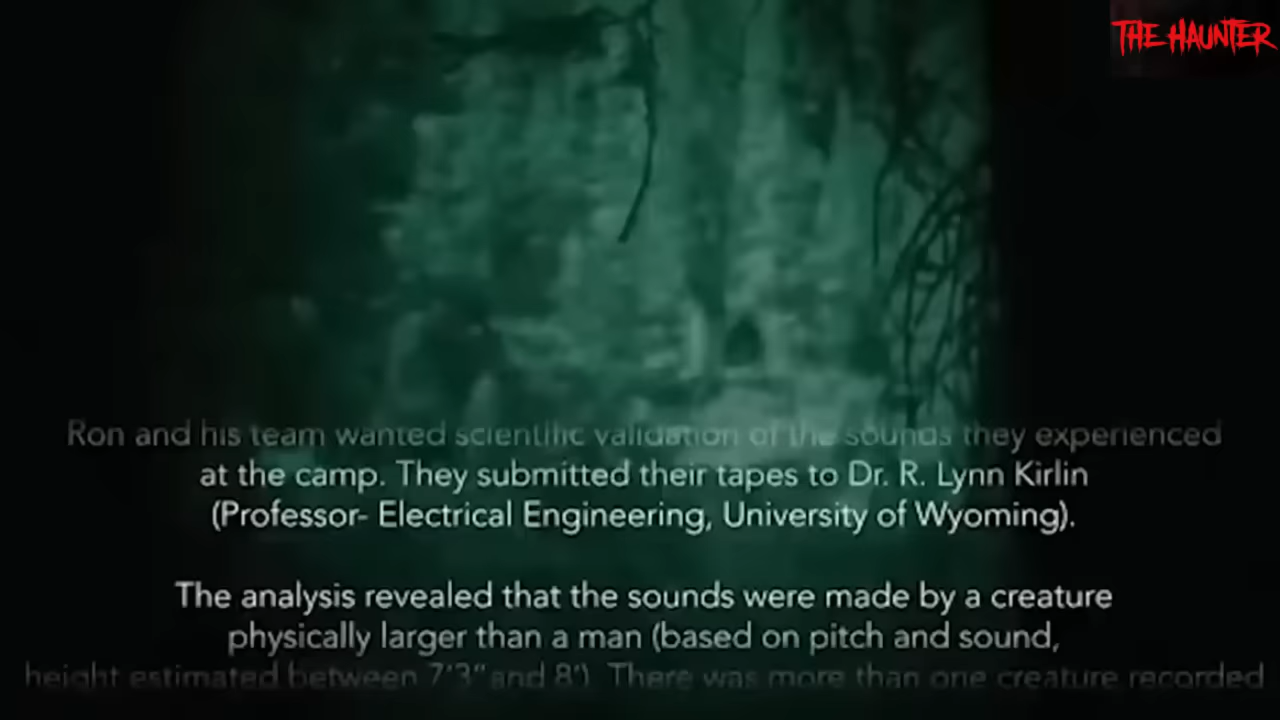 THE HAUNTER
Ron and his team wanted scientific validation of the sounds they experienced
at the camp. They submitted their tapes to Dr. R. Lynn Kirlin
(Professor- Electrical Engineering, University of Wyoming).
The analysis revealed that the sounds were made by a creature
physically larger than a man (based on pitch and sound,
height estimated between 7'3" and 8'). There was more than one creature recorded